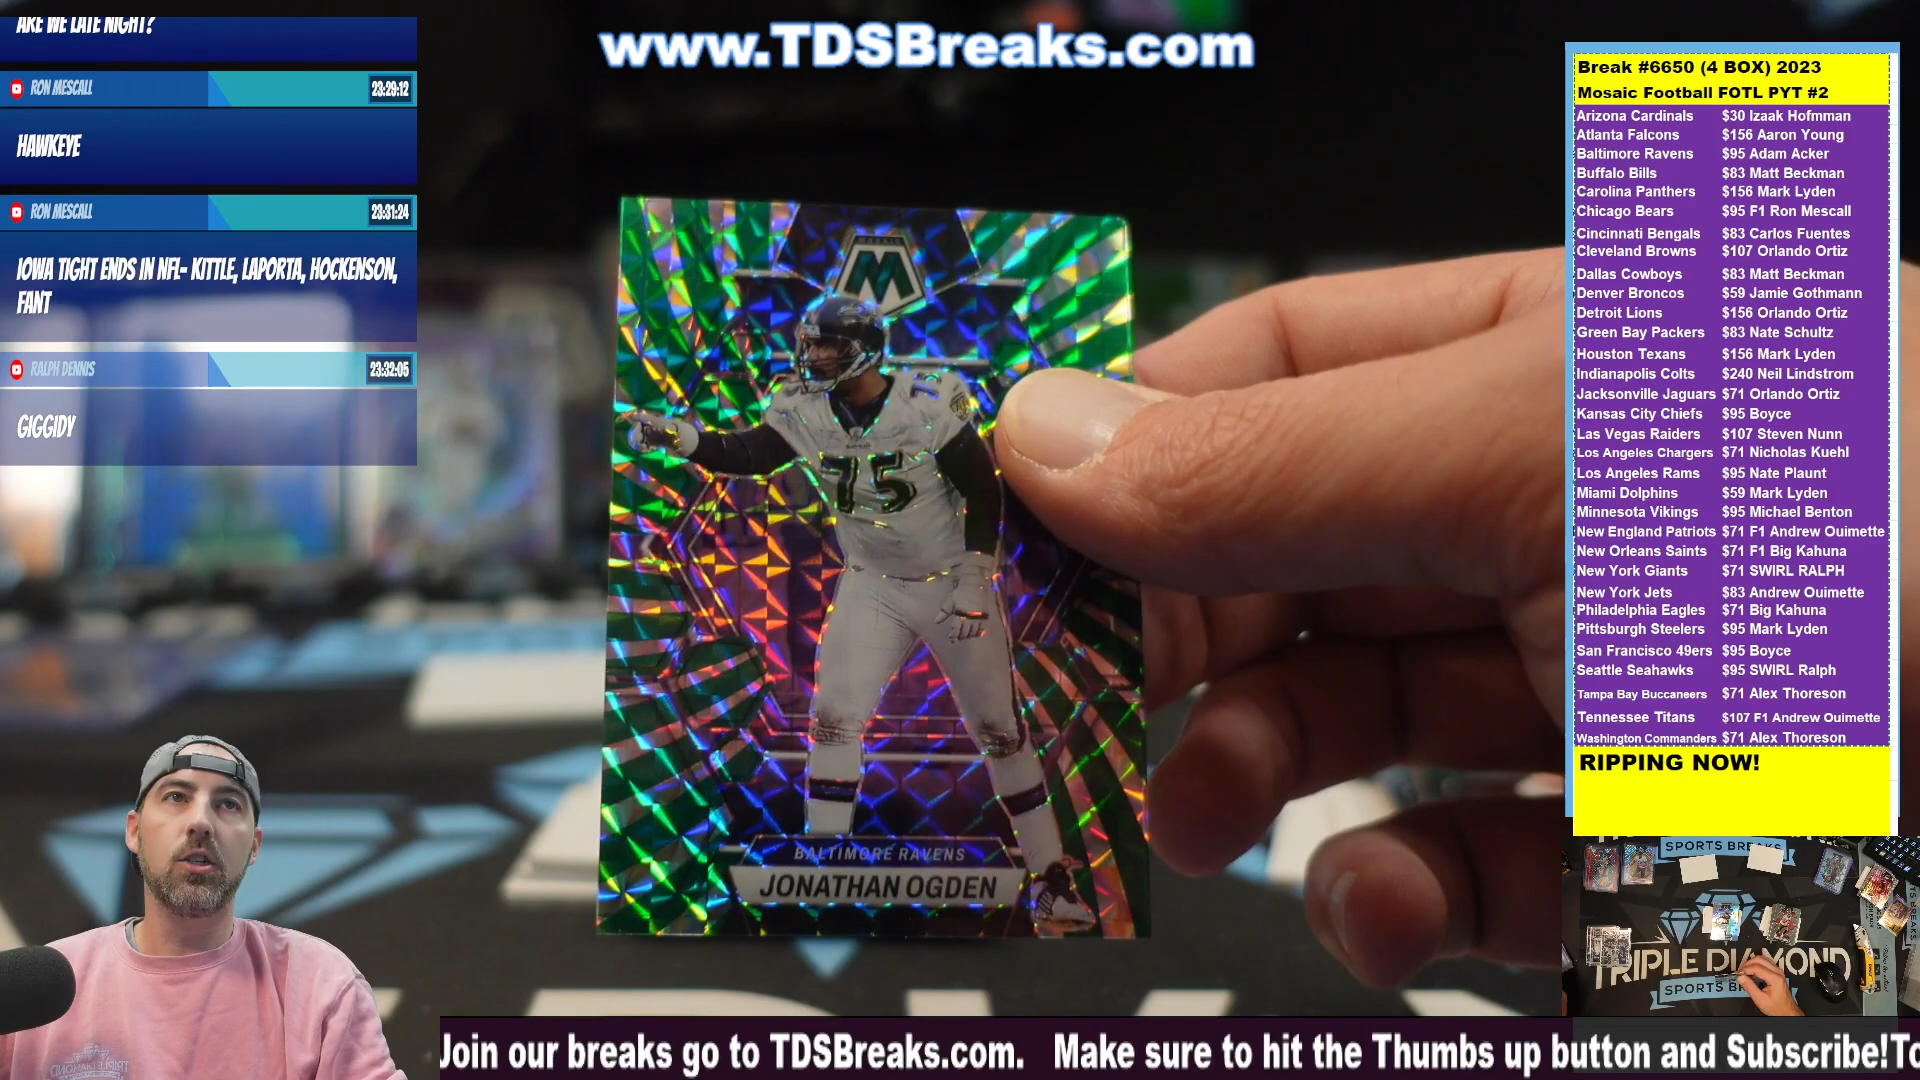 ARE WE LATE NIGHT?
RON MESCALL
23:29:12
HAWKEYE
RON MESCALL
23:31:24
IOWA TIGHT ENDS IN NFL- KITTLE, LAPORTA, HOCKENSON,
FANT
RALPH DENNIS
23:32:05
GIGGIDY
www.TDSBreaks.com
M
75
75
BALTIMORE RAVENS
JONATHAN OGDEN
Break #6650 (4 BOX) 2023
Mosaic Football FOTL PYT #2
Arizona Cardinals $30 Izaak Hofmman
Atlanta Falcons $156 Aaron Young
Baltimore Ravens $95 Adam Acker
Buffalo Bills $83 Matt Beckman
Carolina Panthers $156 Mark Lyden
Chicago Bears $95 F1 Ron Mescall
Cincinnati Bengals $83 Carlos Fuentes
Cleveland Browns $107 Orlando Ortiz
Dallas Cowboys $83 Matt Beckman
Denver Broncos $59 Jamie Gothmann
Detroit Lions $156 Orlando Ortiz
Green Bay Packers $83 Nate Schultz
Houston Texans $156 Mark Lyden
Indianapolis Colts $240 Neil Lindstrom
Jacksonville Jaguars $71 Orlando Ortiz
Kansas City Chiefs $95 Boyce
Las Vegas Raiders $107 Steven Nunn
Los Angeles Chargers $71 Nicholas Kuehl
Los Angeles Rams $95 Nate Plaunt
Miami Dolphins $59 Mark Lyden
Minnesota Vikings $95 Michael Benton
New England Patriots $71 F1 Andrew Ouimette
New Orleans Saints $71 F1 Big Kahuna
New York Giants $71 SWIRL RALPH
New York Jets $83 Andrew Ouimette
Philadelphia Eagles $71 Big Kahuna
Pittsburgh Steelers $95 Mark Lyden
San Francisco 49ers $95 Boyce
Seattle Seahawks $95 SWIRL Ralph
Tampa Bay Buccaneers $71 Alex Thoreson
Tennessee Titans $107 F1 Andrew Ouimette
Washington Commanders $71 Alex Thoreson
RIPPING NOW!
SPORTS BREAKS
TRIPLE DIAMOND
SPORTS
Join our breaks go to TDSBreaks.com. Make sure to hit the Thumbs up button and Subscribe!To